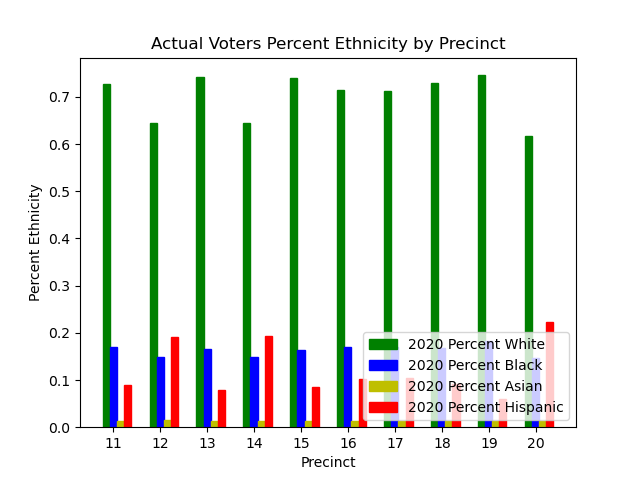 Actual Voters Percent Ethnicity by Precinct
Percent Ethnicity
0.7
0.6
0.5
0.4
0.3
0.2
0.1
0.0
2020 Percent White
2020 Percent Black
2020 Percent Asian
2020 Percent Hispanic
11 12 13 14 15 16 17 18 19 20
Precinct